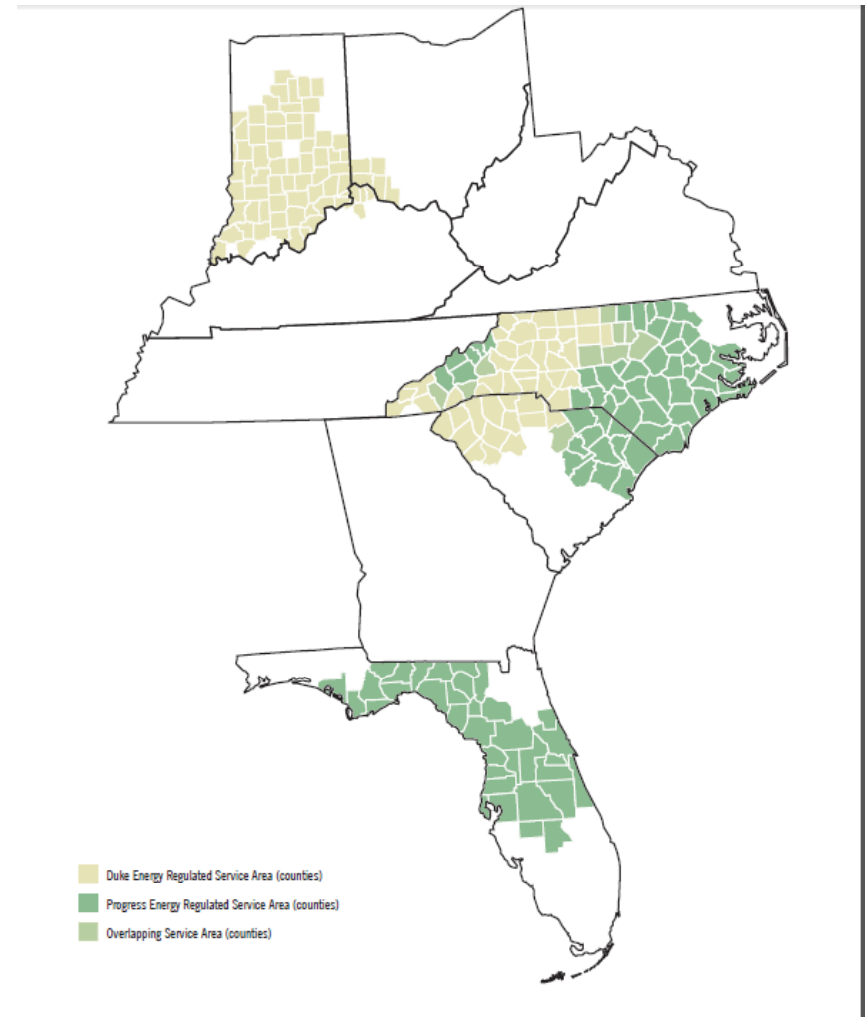 Duke Energy Regulated Service Area (counties)
Progress Energy Regulated Service Area (counties)
Overlapping Service Area (counties)